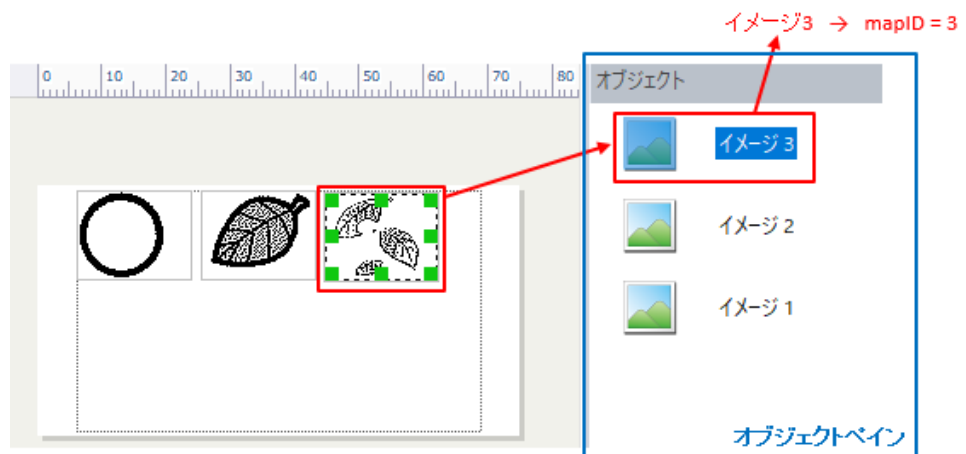 イメージ3 → mapID = 3
0 10 20 30 40 50 60 70 80
オブジェクト
イメージ 3
イメージ 2
イメージ 1
オブジェクトペイン